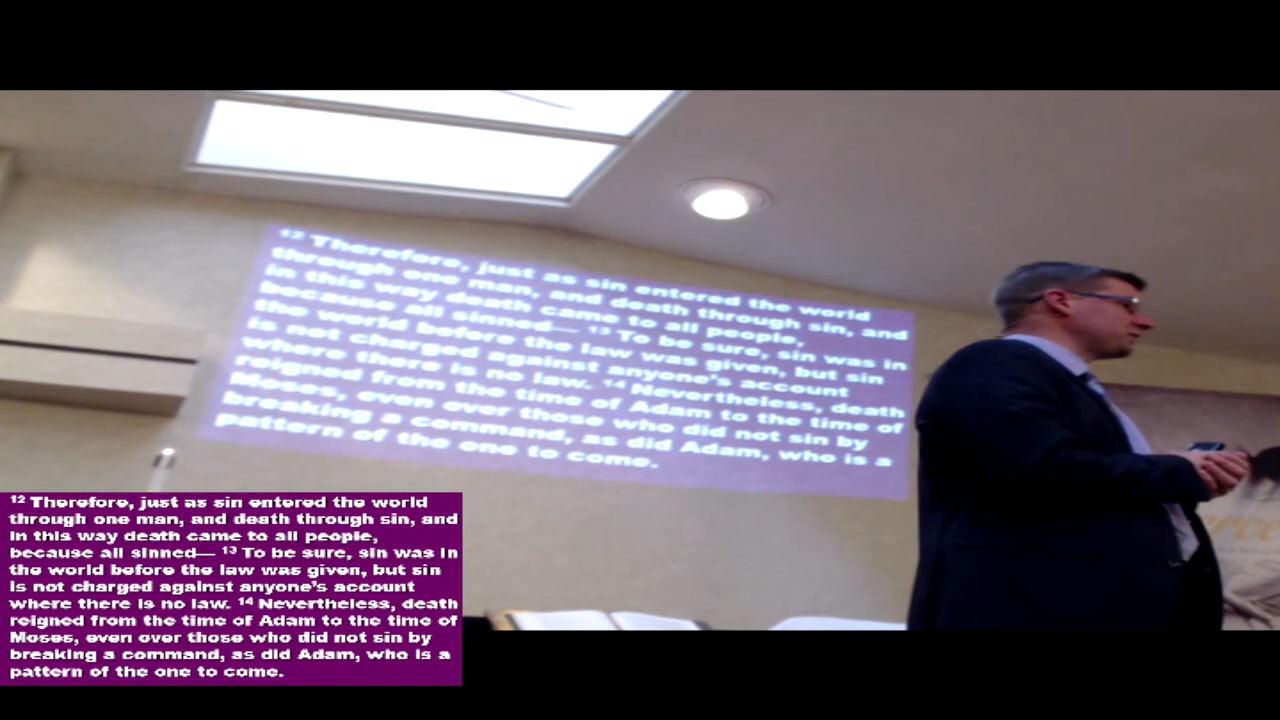 12 Therefore, just as sin entered the world
through one man, and death through sin, and
in this way death came to all people,
because all sinned— 13 To be sure, sin was in
the world before the law was given, but sin
is not charged against anyone's account
where there is no law. 14 Nevertheless, death
reigned from the time of Adam to the time of
Moses, even over those who did not sin by
breaking a command, as did Adam, who is a
pattern of the one to come.
12 Therefore, just as sin entered the world
through one man, and death through sin, and
in this way death came to all people,
because all sinned— 13 To be sure, sin was in
the world before the law was given, but sin
is not charged against anyone's account
where there is no law. 14 Nevertheless, death
reigned from the time of Adam to the time of
Moses, even over those who did not sin by
breaking a command, as did Adam, who is a
pattern of the one to come.